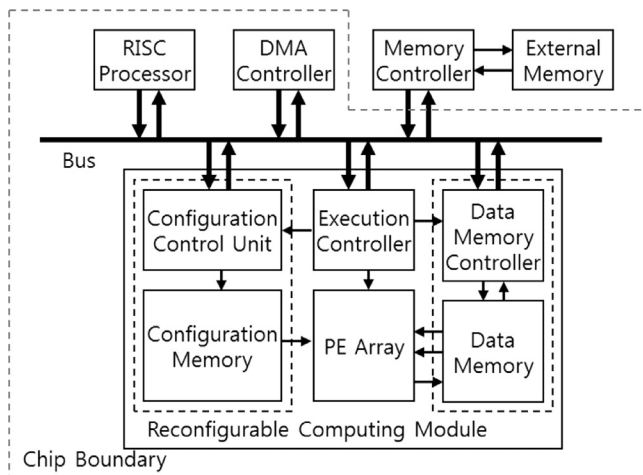 RISC
Processor
DMA
Controller
Memory
Controller
External
Memory
Bus
Configuration
Control Unit
Execution
Controller
Data
Memory
Controller
Configuration
Memory
PE Array
Data
Memory
Reconfigurable Computing Module
Chip Boundary